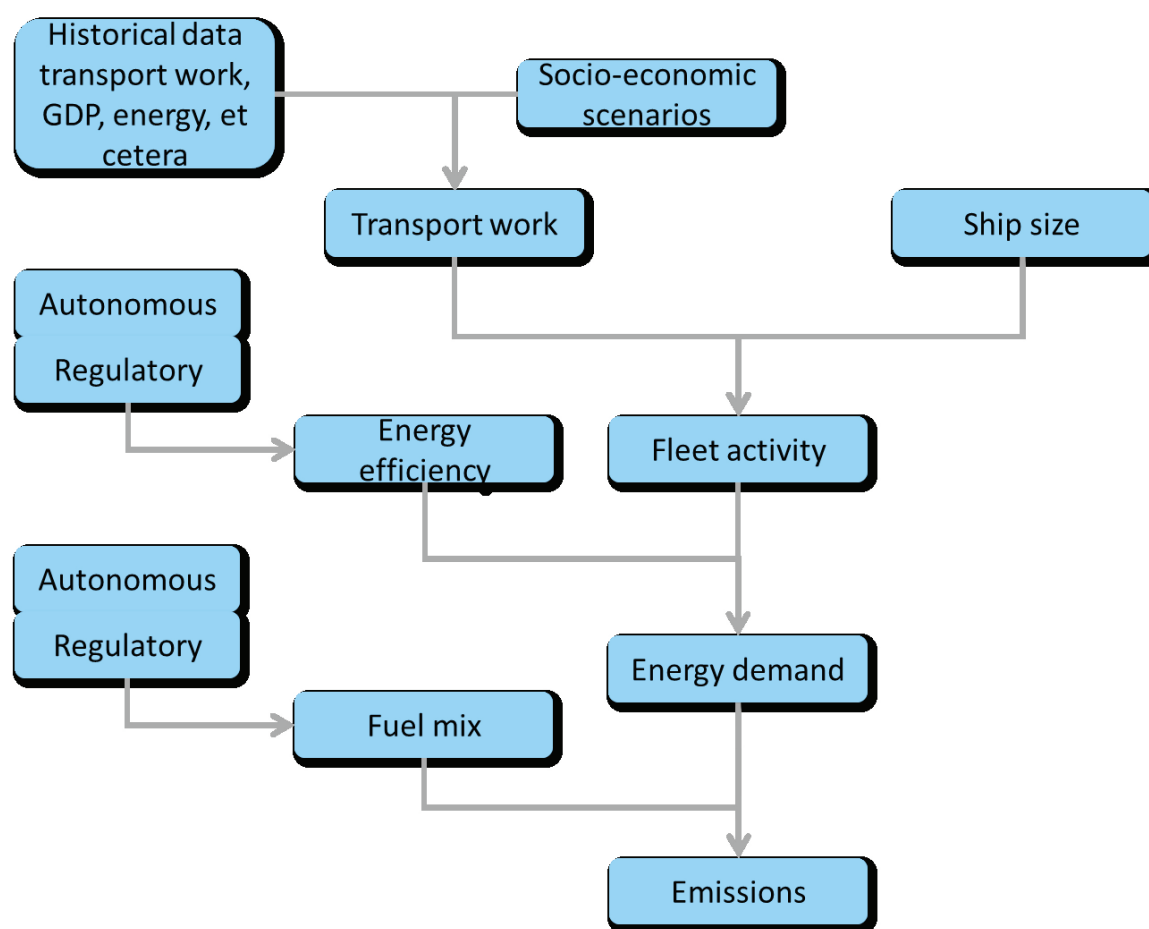 Historical data
transport work,
GDP, energy, et
cetera
Socio-economic
scenarios
Transport work
Ship size
Autonomous
Regulatory
Energy
efficiency
Fleet activity
Autonomous
Regulatory
Energy demand
Fuel mix
Emissions